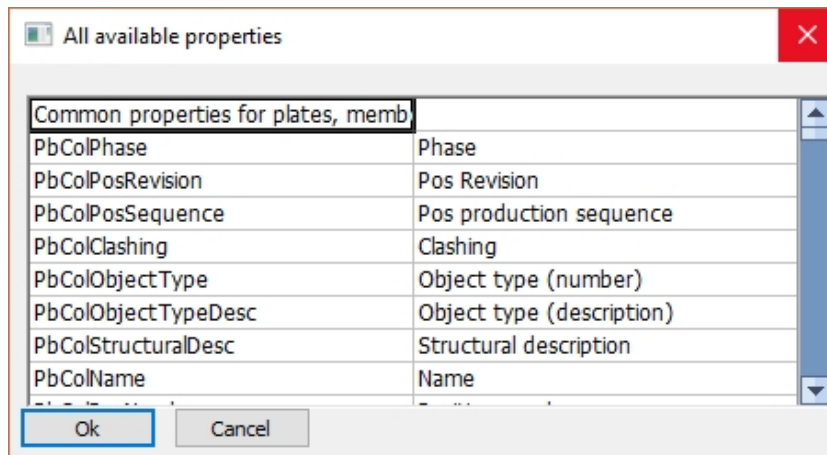 All available properties
Common properties for plates, memb
PbColPhase Phase
PbColPosRevision Pos Revision
PbColPosSequence Pos production sequence
PbColClashing Clashing
PbColObjectType Object type (number)
PbColObjectTypeDesc Object type (description)
PbColStructuralDesc Structural description
PbColName Name
Ok Cancel